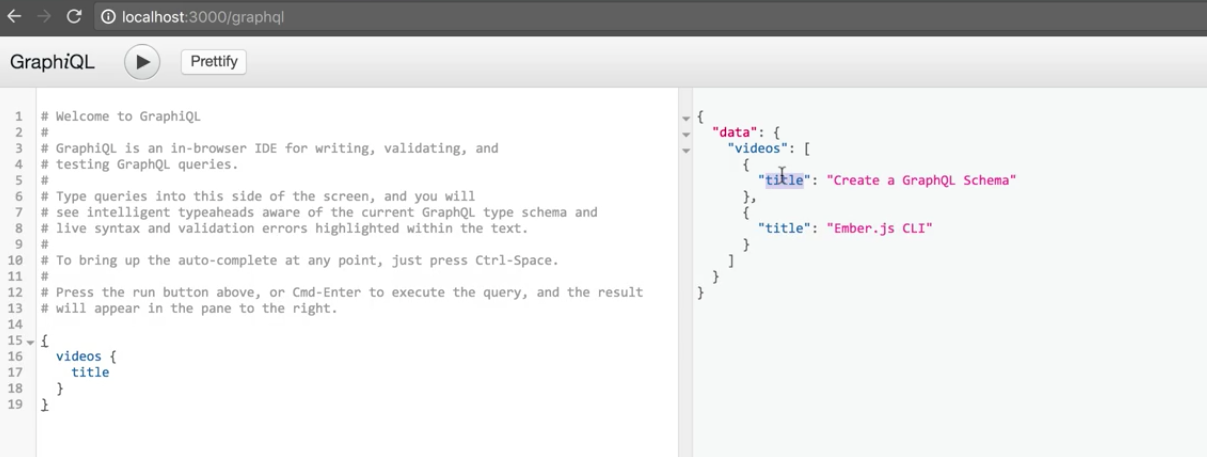 localhost:3000/graphql
GraphiQL
Prettify
1 # Welcome to GraphiQL
2 #
3 # GraphiQL is an in-browser IDE for writing, validating, and
4 # testing GraphQL queries.
5 #
6 # Type queries into this side of the screen, and you will
7 # see intelligent typeaheads aware of the current GraphQL type schema and
8 # live syntax and validation errors highlighted within the text.
9 #
10 # To bring up the auto-complete at any point, just press Ctrl-Space.
11 #
12 # Press the run button above, or Cmd-Enter to execute the query, and the result
13 # will appear in the pane to the right.
14
15 {
16   videos {
17     title
18   }
19 }
{
  "data": {
    "videos": [
      {
        "title": "Create a GraphQL Schema"
      },
      {
        "title": "Ember.js CLI"
      }
    ]
  }
}